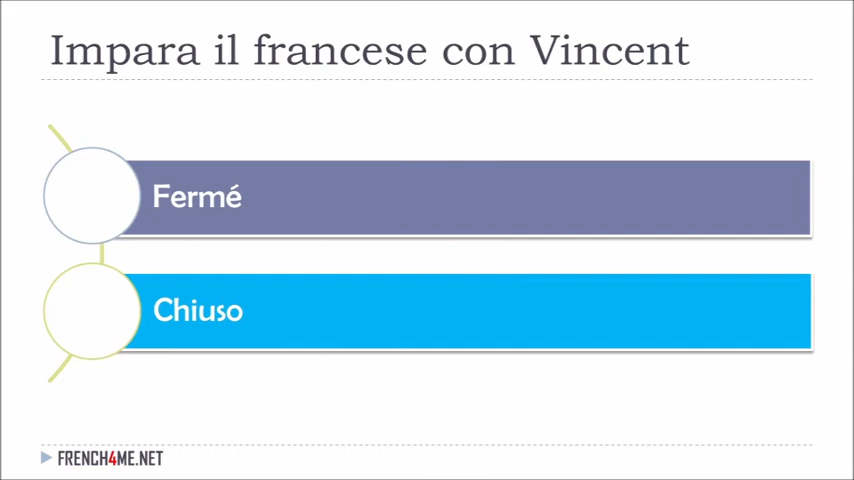 Impara il francese con Vincent
Fermé
Chiuso
FRENCH4ME.NET